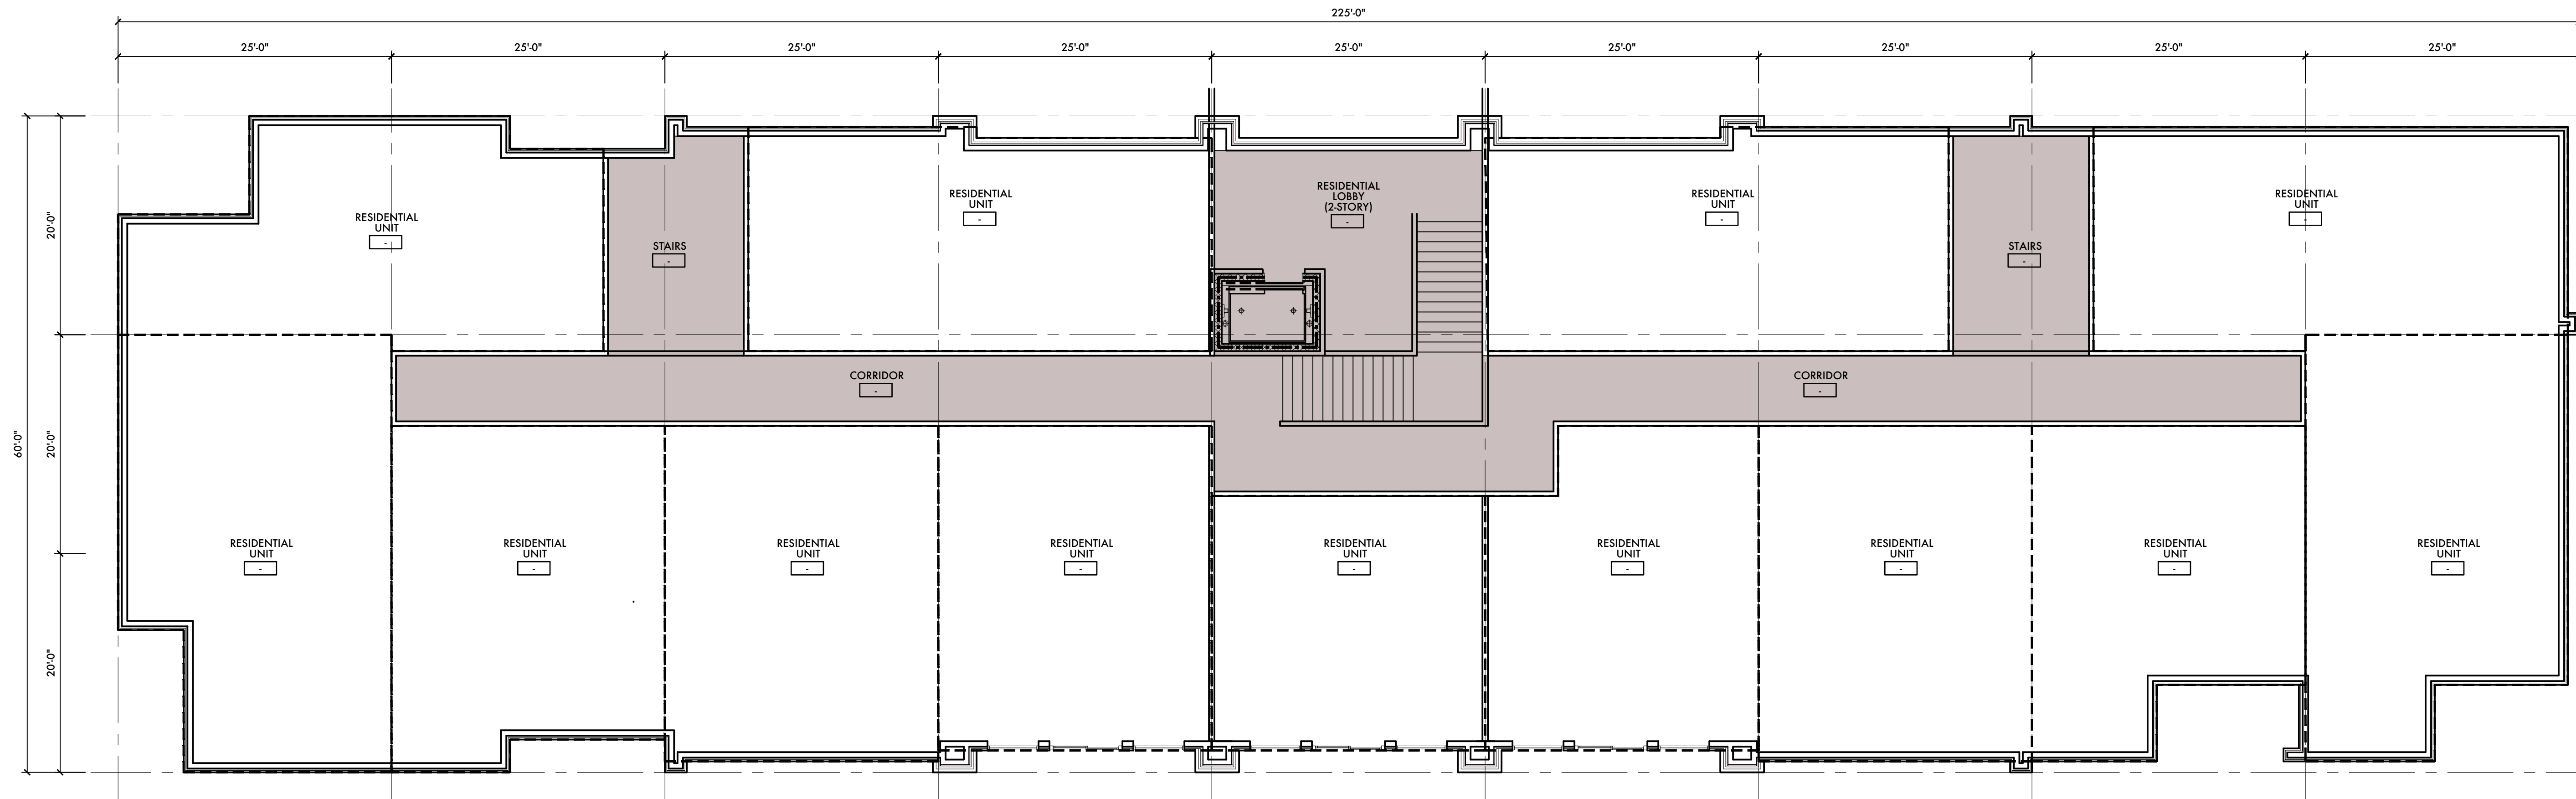 225'-0"
25'-0" 25'-0" 25'-0" 25'-0" 25'-0" 25'-0" 25'-0" 25'-0" 25'-0"
60'-0"
20'-0"
20'-0"
20'-0"
RESIDENTIAL
UNIT
-
STAIRS
-
RESIDENTIAL
UNIT
-
RESIDENTIAL
LOBBY
(2-STORY)
-
RESIDENTIAL
UNIT
-
STAIRS
-
RESIDENTIAL
UNIT
-
CORRIDOR
-
CORRIDOR
-
RESIDENTIAL
UNIT
-
RESIDENTIAL
UNIT
-
RESIDENTIAL
UNIT
-
RESIDENTIAL
UNIT
-
RESIDENTIAL
UNIT
-
RESIDENTIAL
UNIT
-
RESIDENTIAL
UNIT
-
RESIDENTIAL
UNIT
-
RESIDENTIAL
UNIT
-